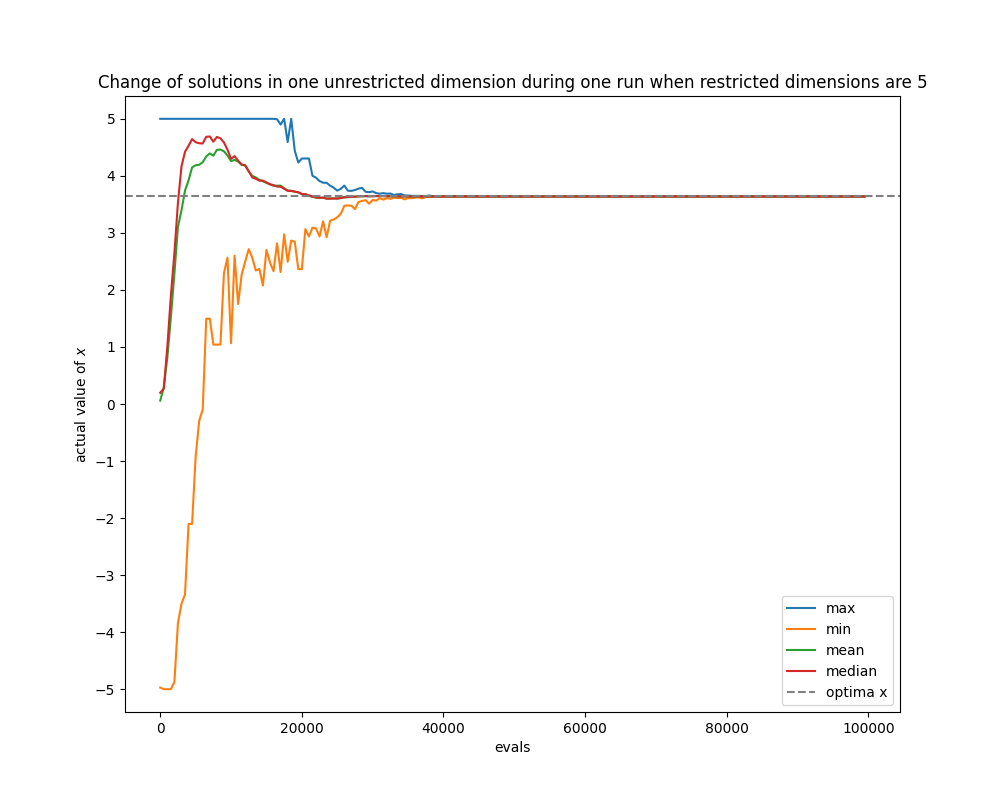 Change of solutions in one unrestricted dimension during one run when restricted dimensions are 5
5
4
3
2
1
0
−1
−2
−3
−4
−5
actual value of x
0
20000
40000
60000
80000
100000
evals
max
min
mean
median
optima x